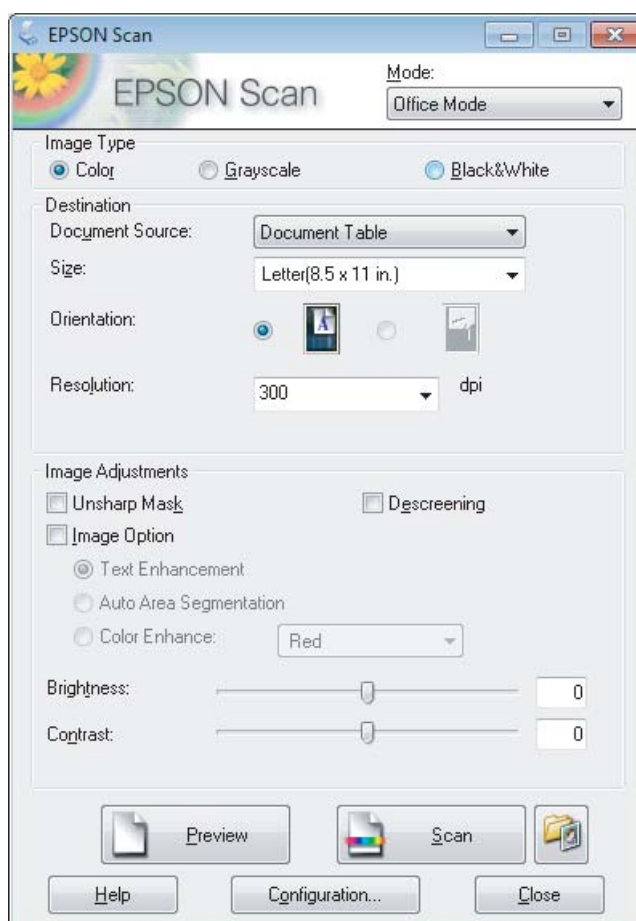 EPSON Scan
EPSON Scan
Mode:
Office Mode
Image Type
Color
Grayscale
Black&White
Destination
Document Source:
Document Table
Size:
Letter(8.5 x 11 in.)
Orientation:
A
Resolution:
300
dpi
Image Adjustments
Unsharp Mask
Descreening
Image Option
Text Enhancement
Auto Area Segmentation
Color Enhance:
Red
Brightness:
0
Contrast:
0
Preview
Scan
Help
Configuration...
Close